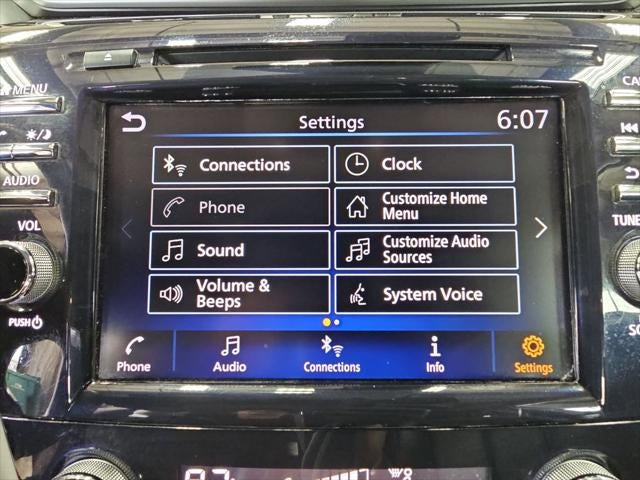 MENU
Settings
6:07
Connections
Clock
Phone
Customize Home
Menu
Sound
Customize Audio
Sources
Volume &
Beeps
System Voice
AUDIO
VOL
PUSH
TUNE
Phone
Audio
Connections
Info
Settings